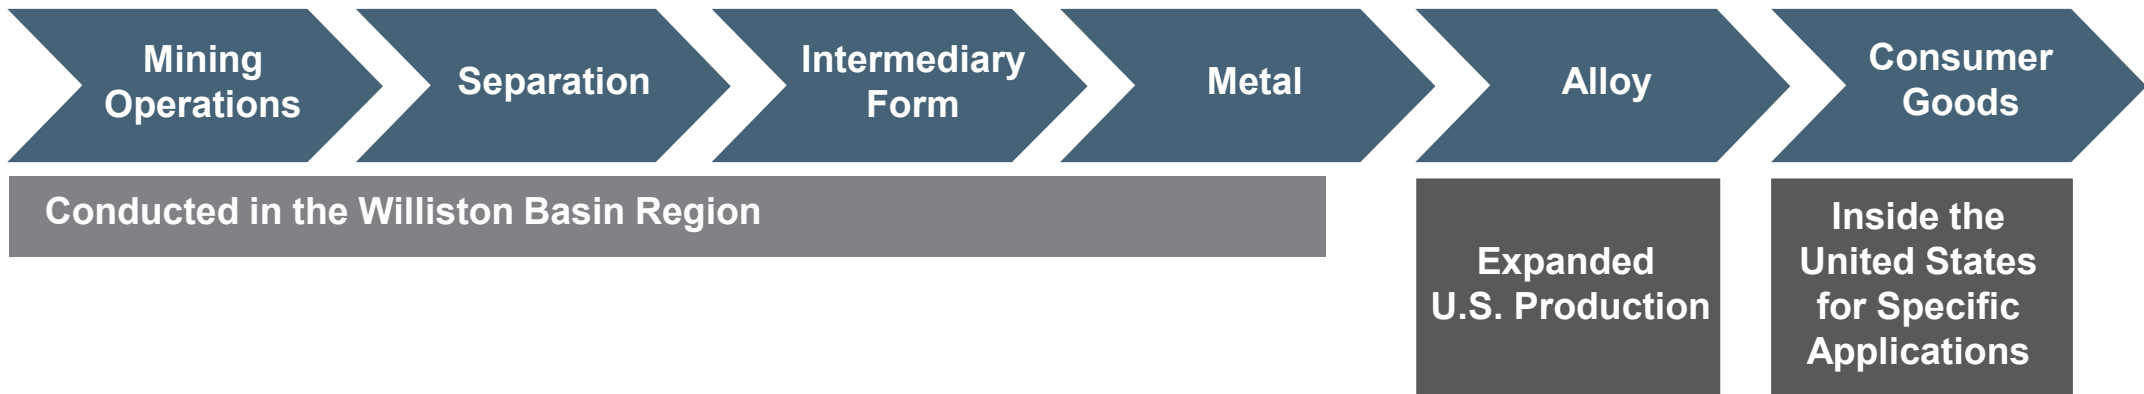 Mining
Operations
Separation
Intermediary
Form
Metal
Alloy
Consumer
Goods
Conducted in the Williston Basin Region
Expanded
U.S. Production
Inside the
United States
for Specific
Applications